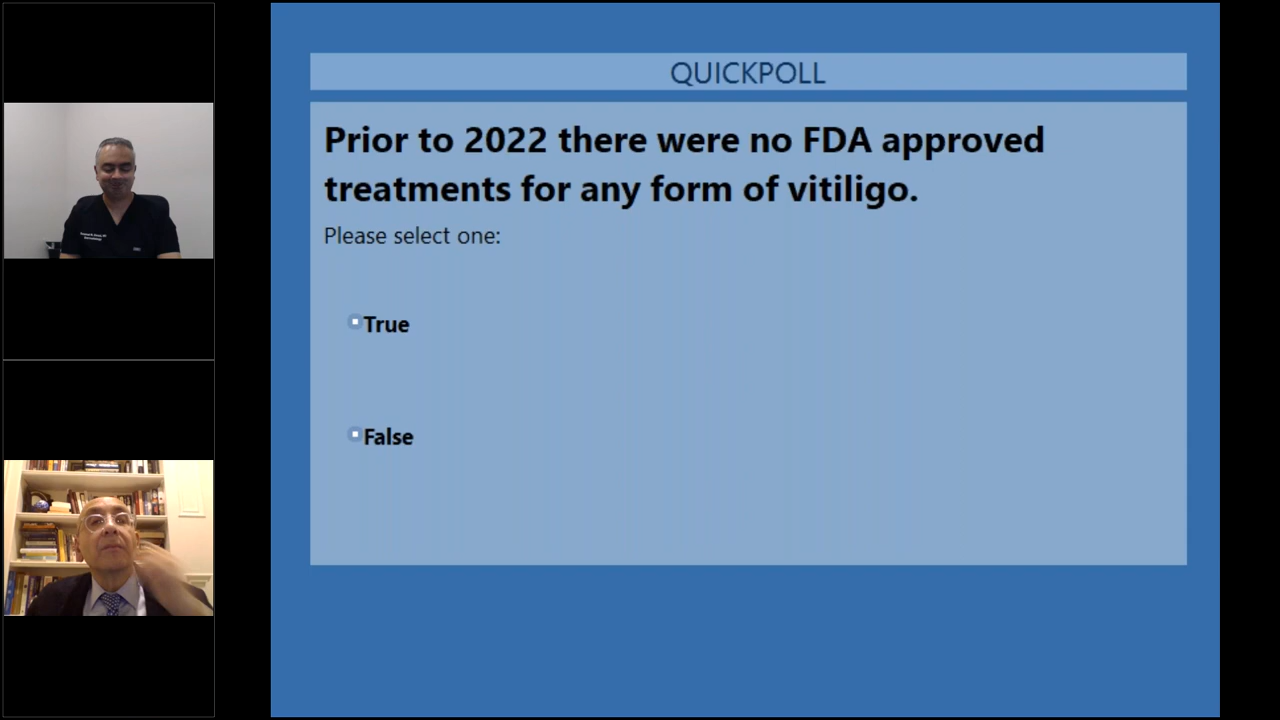 QUICKPOLL
Prior to 2022 there were no FDA approved
treatments for any form of vitiligo.
Please select one:
True
False